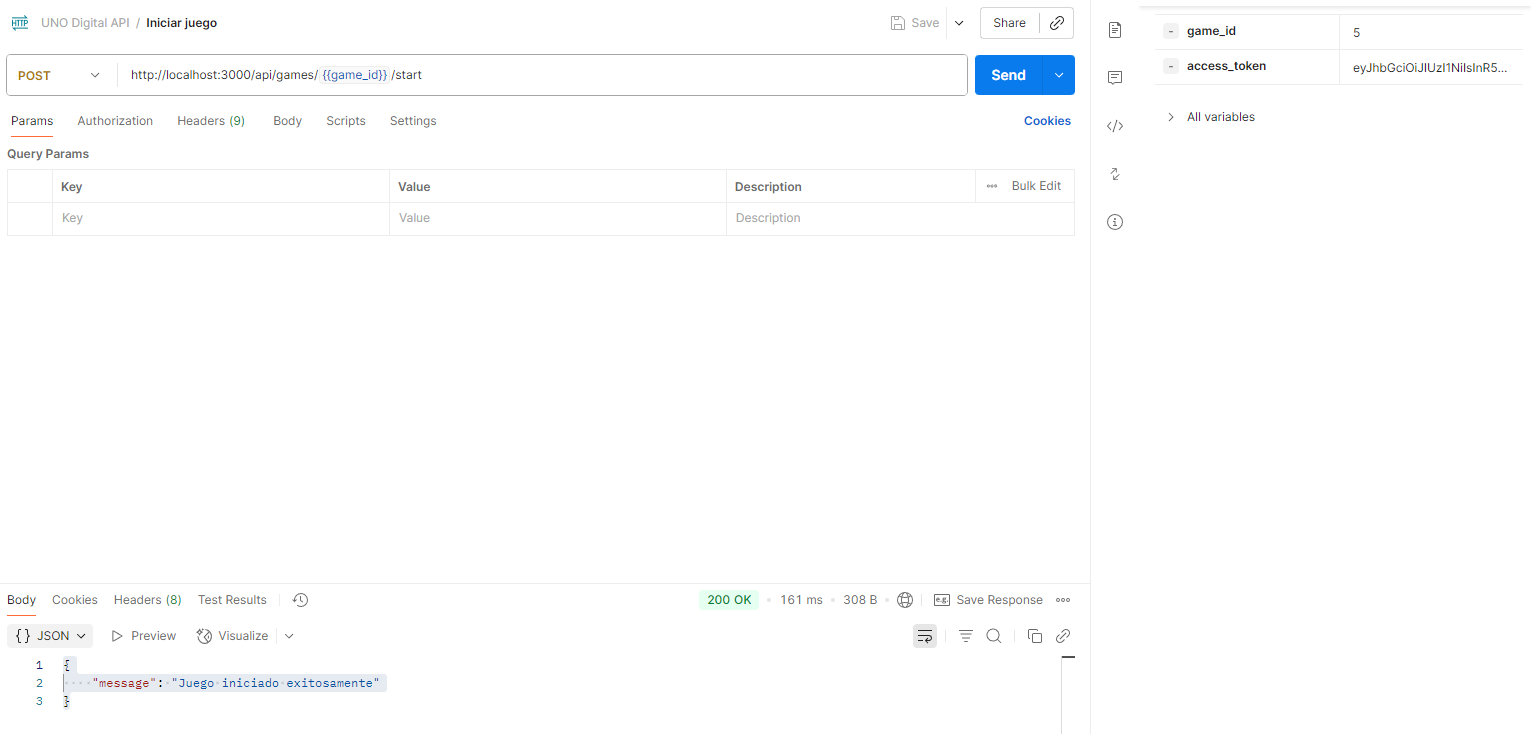 HTTP UNO Digital API / Iniciar juego Save Share
POST http://localhost:3000/api/games/ {{game_id}} /start Send
Params Authorization Headers (9) Body Scripts Settings Cookies
Query Params
Key Value Description Bulk Edit
Key Value Description
Body Cookies Headers (8) Test Results 200 OK 161 ms 308 B e.g. Save Response
{} JSON Preview Visualize
1 {
2 "message": "Juego iniciado exitosamente"
3 }
- game_id 5
- access_token eyJhbGciOiJIUzI1NiIsInR5...
All variables